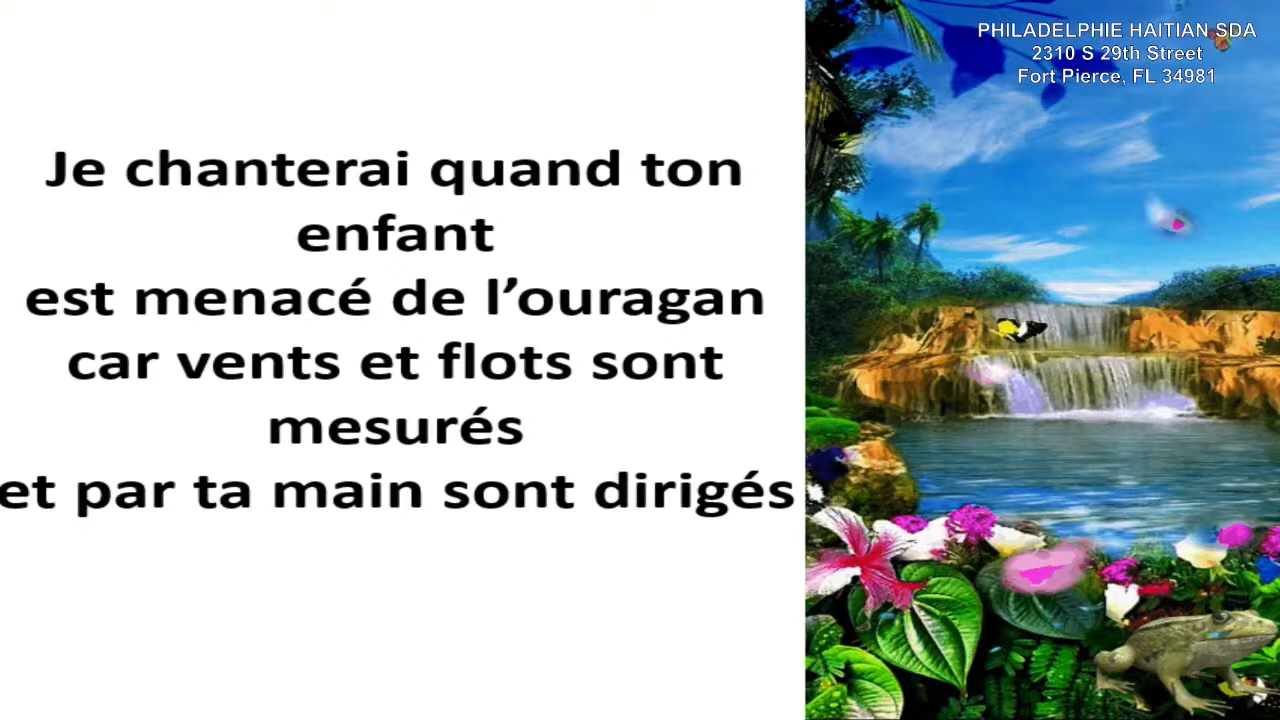 Je chanterai quand ton
enfant
est menacé de l’ouragan
car vents et flots sont
mesurés
et par ta main sont dirigés
PHILADELPHIE HAITIAN SDA
2310 S 29th Street
Fort Pierce, FL 34981